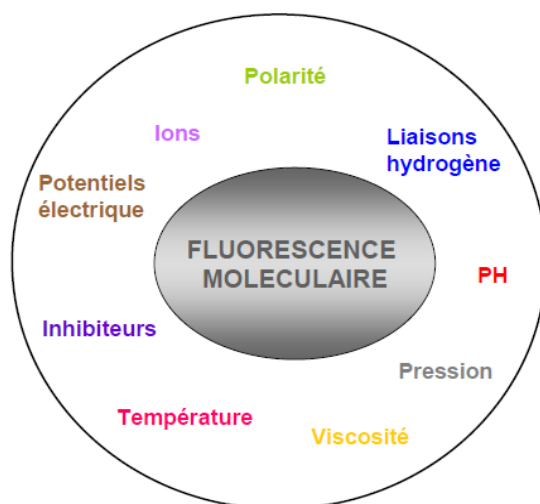 Polarité
Ions
Liaisons
hydrogène
Potentiels
électrique
FLUORESCENCE
MOLECULAIRE
PH
Inhibiteurs
Pression
Température
Viscosité